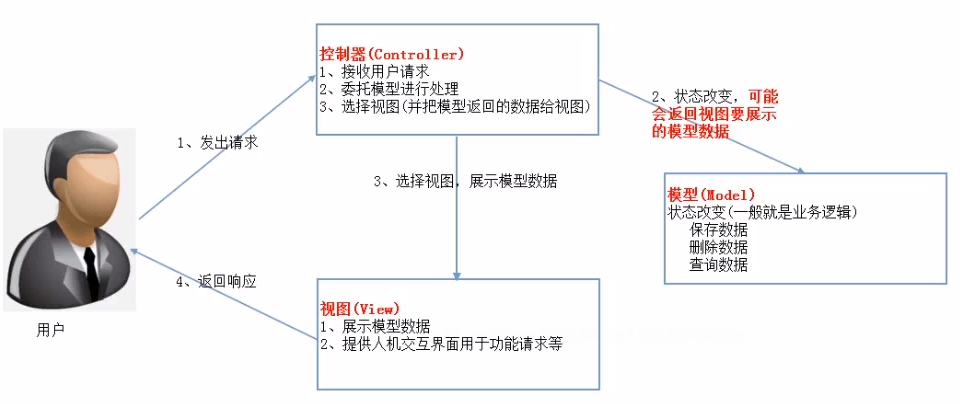 控制器(Controller)
1、接收用户请求
2、委托模型进行处理
3、选择视图(并把模型返回的数据给视图)
2、状态改变，可能
会返回视图要展示
的模型数据
1、发出请求
3、选择视图，展示模型数据
模型(Model)
状态改变(一般就是业务逻辑)
保存数据
删除数据
查询数据
4、返回响应
视图(View)
1、展示模型数据
2、提供人机交互界面用于功能请求等
用户